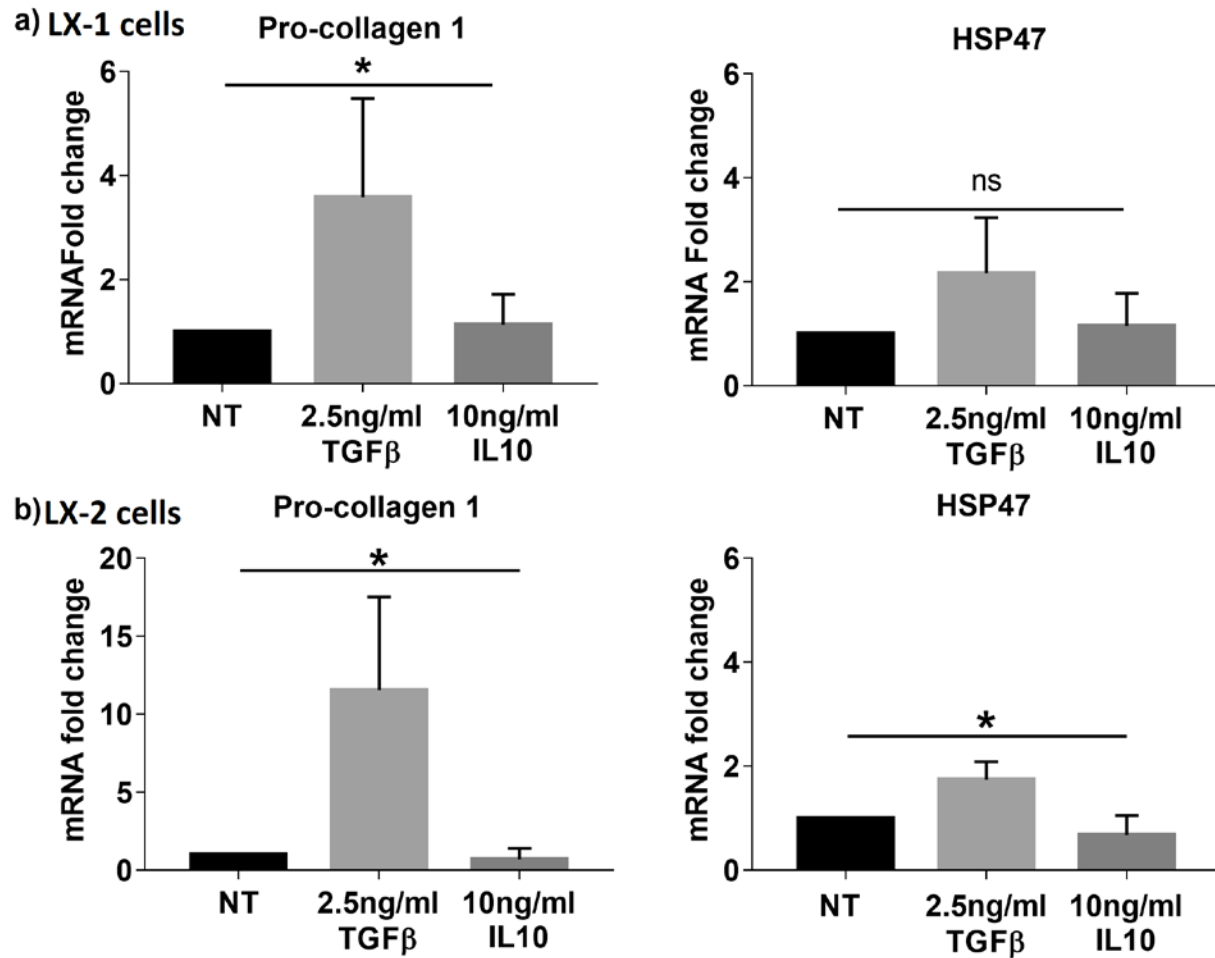 a) LX-1 cells
Pro-collagen 1
*
mRNAFold change
6
4
2
0
NT
2.5ng/ml
TGFβ
10ng/ml
IL10
HSP47
ns
mRNA Fold change
6
4
2
0
NT
2.5ng/ml
TGFβ
10ng/ml
IL10
b)LX-2 cells
Pro-collagen 1
*
mRNA fold change
20
15
10
5
0
NT
2.5ng/ml
TGFβ
10ng/ml
IL10
HSP47
*
mRNA fold change
6
4
2
0
NT
2.5ng/ml
TGFβ
10ng/ml
IL10